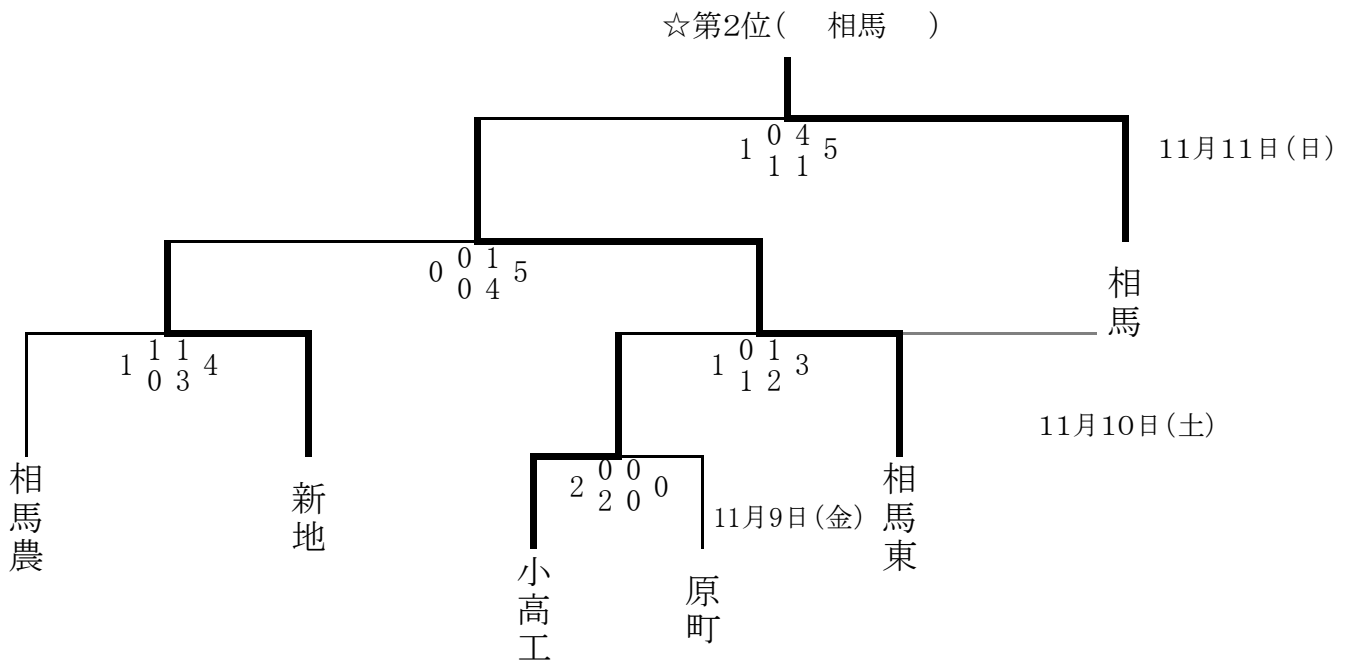 ☆第2位(　相馬　)
0 4
1 5
1 1
11月11日(日)
0 1
0 5
0 4
相馬
1 1
1 4
0 3
0 1
1 3
1 2
11月10日(土)
相馬農
新地
0 0
2 0
2 0
11月9日(金)
相馬東
小高工
原町